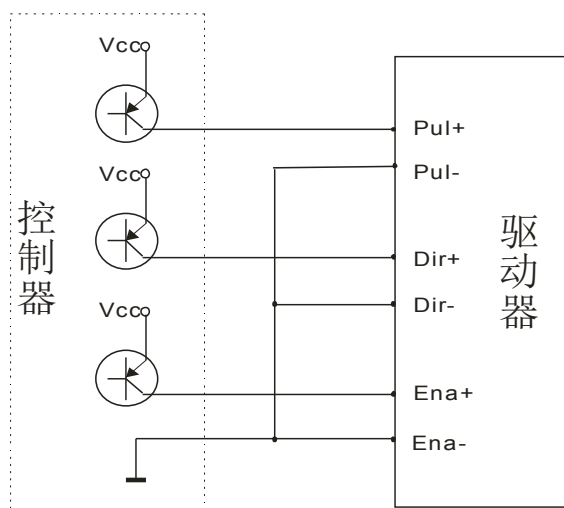 Vcc
Pul+
Vcc
Pul-
控制器
Dir+
驱动器
Vcc
Dir-
Ena+
Ena-